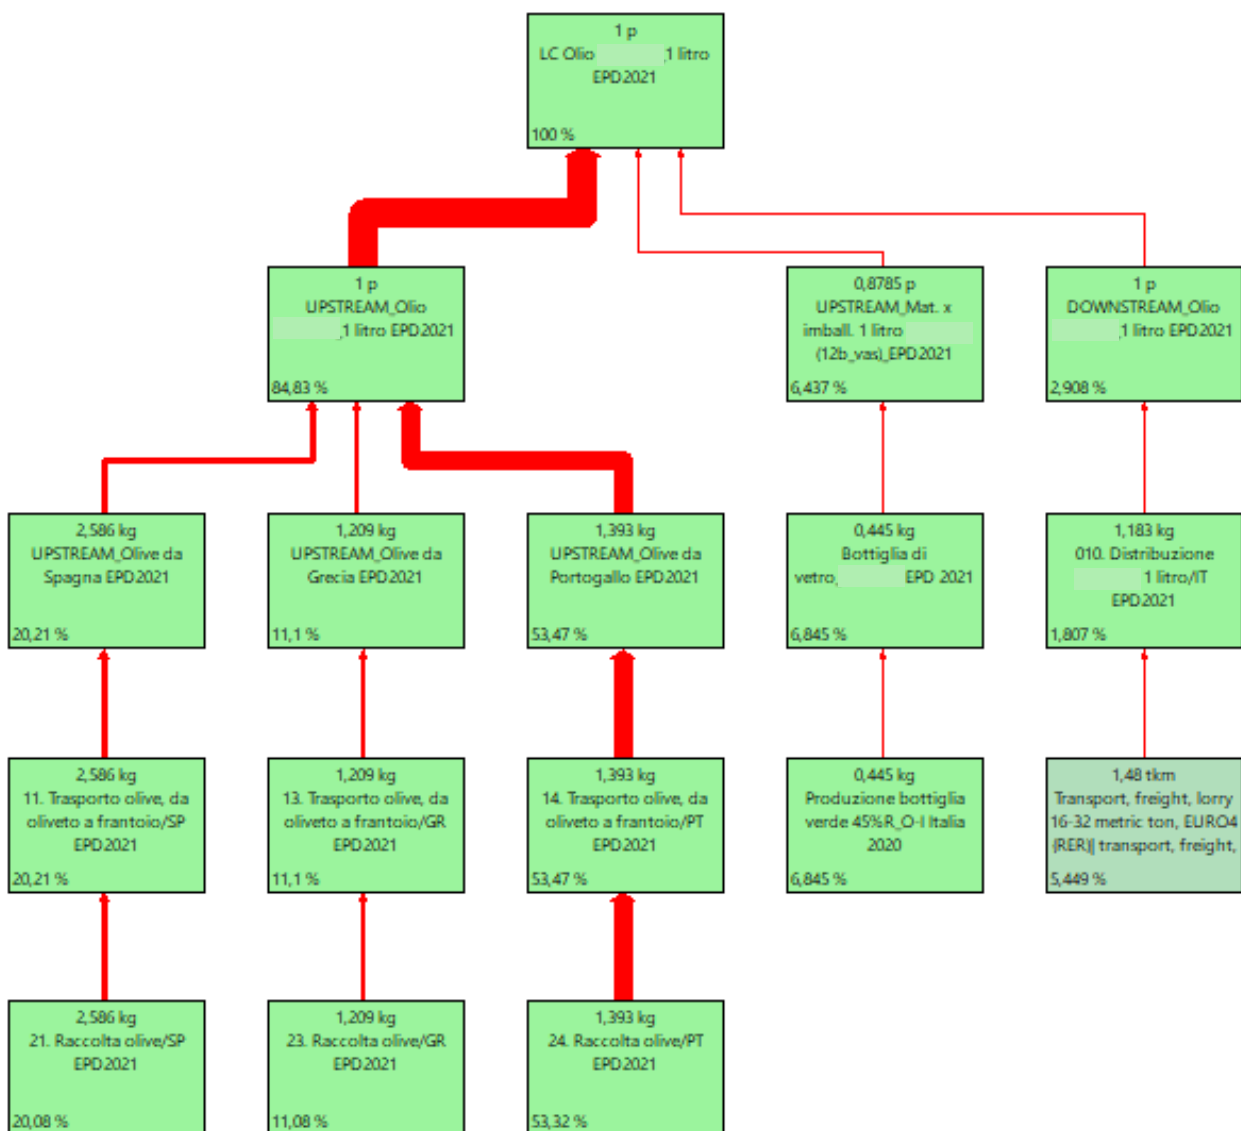 1 p
LC Olio 1 litro
EPD2021
100 %
1 p
UPSTREAM_Olio
_1 litro EPD2021
84,83 %
0,8785 p
UPSTREAM_Mat. x
imball. 1 litro
(12b_vas)_EPD2021
6,437 %
1 p
DOWNSTREAM_Olio
_1 litro EPD2021
2,908 %
2,586 kg
UPSTREAM_Olive da
Spagna EPD2021
20,21 %
1,209 kg
UPSTREAM_Olive da
Grecia EPD2021
11,1 %
1,393 kg
UPSTREAM_Olive da
Portogallo EPD2021
53,47 %
0,445 kg
Bottiglia di
vetro, EPD 2021
6,845 %
1,183 kg
010. Distribuzione
1 litro/IT
EPD2021
1,807 %
2,586 kg
11. Trasporto olive, da
oliveto a frantoio/SP
EPD2021
20,21 %
1,209 kg
13. Trasporto olive, da
oliveto a frantoio/GR
EPD2021
11,1 %
1,393 kg
14. Trasporto olive, da
oliveto a frantoio/PT
EPD2021
53,47 %
0,445 kg
Produzione bottiglia
verde 45%R_O-I Italia
2020
6,845 %
1,48 tkm
Transport, freight, lorry
16-32 metric ton, EURO4
{RER}| transport, freight,
5,449 %
2,586 kg
21. Raccolta olive/SP
EPD2021
20,08 %
1,209 kg
23. Raccolta olive/GR
EPD2021
11,08 %
1,393 kg
24. Raccolta olive/PT
EPD2021
53,32 %